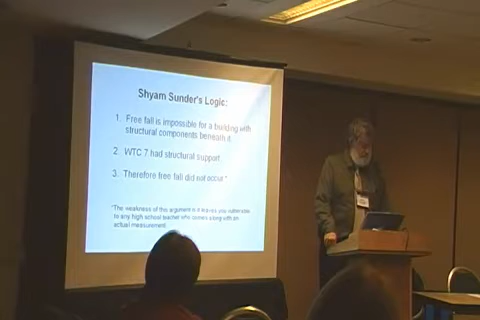 Shyam Sunder's Logic:
1. Free fall is impossible for a building with
structural components beneath it.
2. WTC 7 had structural support.
3. Therefore free fall did not occur.*
*The weakness of this argument is it leaves you vulnerable
to any high school teacher who comes along with an
actual measurement.